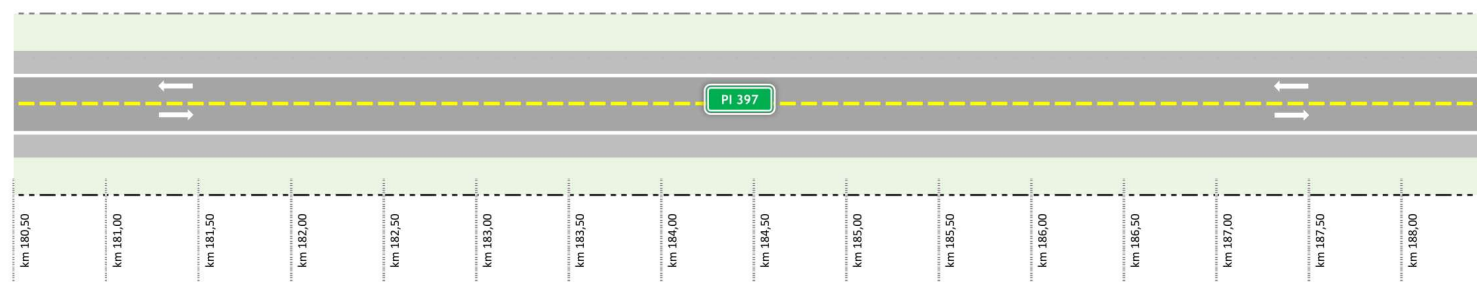 PI 397
km 180,50
km 181,00
km 181,50
km 182,00
km 182,50
km 183,00
km 183,50
km 184,00
km 184,50
km 185,00
km 185,50
km 186,00
km 186,50
km 187,00
km 187,50
km 188,00